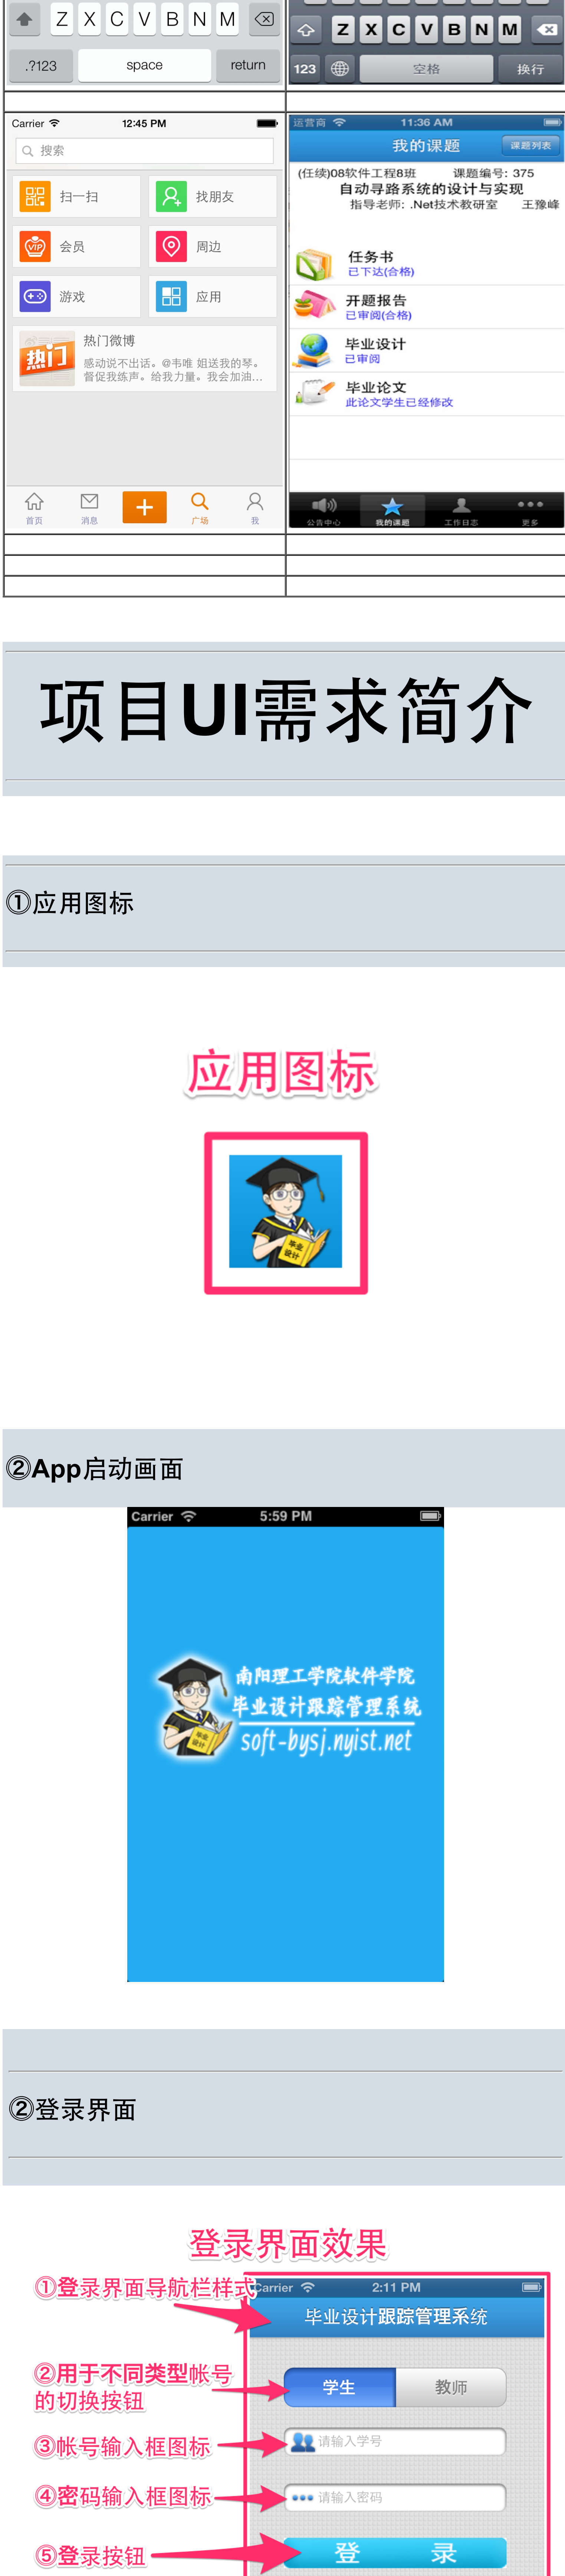 Z X C V B N M
.?123 space return
Z X C V B N M
123 空格 换行
Carrier 12:45 PM
搜索
扫一扫 找朋友
会员 周边
游戏 应用
热门
热门微博
感动说不出话。@韦唯 姐送我的琴。
督促我练声。给我力量。我会加油...
首页 消息 广场 我
运营商 11:36 AM
我的课题 课题列表
(任续)08软件工程8班 课题编号: 375
自动寻路系统的设计与实现
指导老师: .Net技术教研室 王豫峰
任务书
已下达(合格)
开题报告
已审阅(合格)
毕业设计
已审阅
毕业论文
此论文学生已经修改
公告中心 我的课题 工作日志 更多
项目UI需求简介
①应用图标
应用图标
毕业
设计
②App启动画面
Carrier 5:59 PM
南阳理工学院软件学院
毕业设计跟踪管理系统
soft-bysj.nyist.net
毕业
设计
②登录界面
登录界面效果
①登录界面导航栏样式
Carrier 2:11 PM
毕业设计跟踪管理系统
②用于不同类型帐号
的切换按钮
学生 教师
③帐号输入框图标
请输入学号
④密码输入框图标
请输入密码
⑤登录按钮
登 录